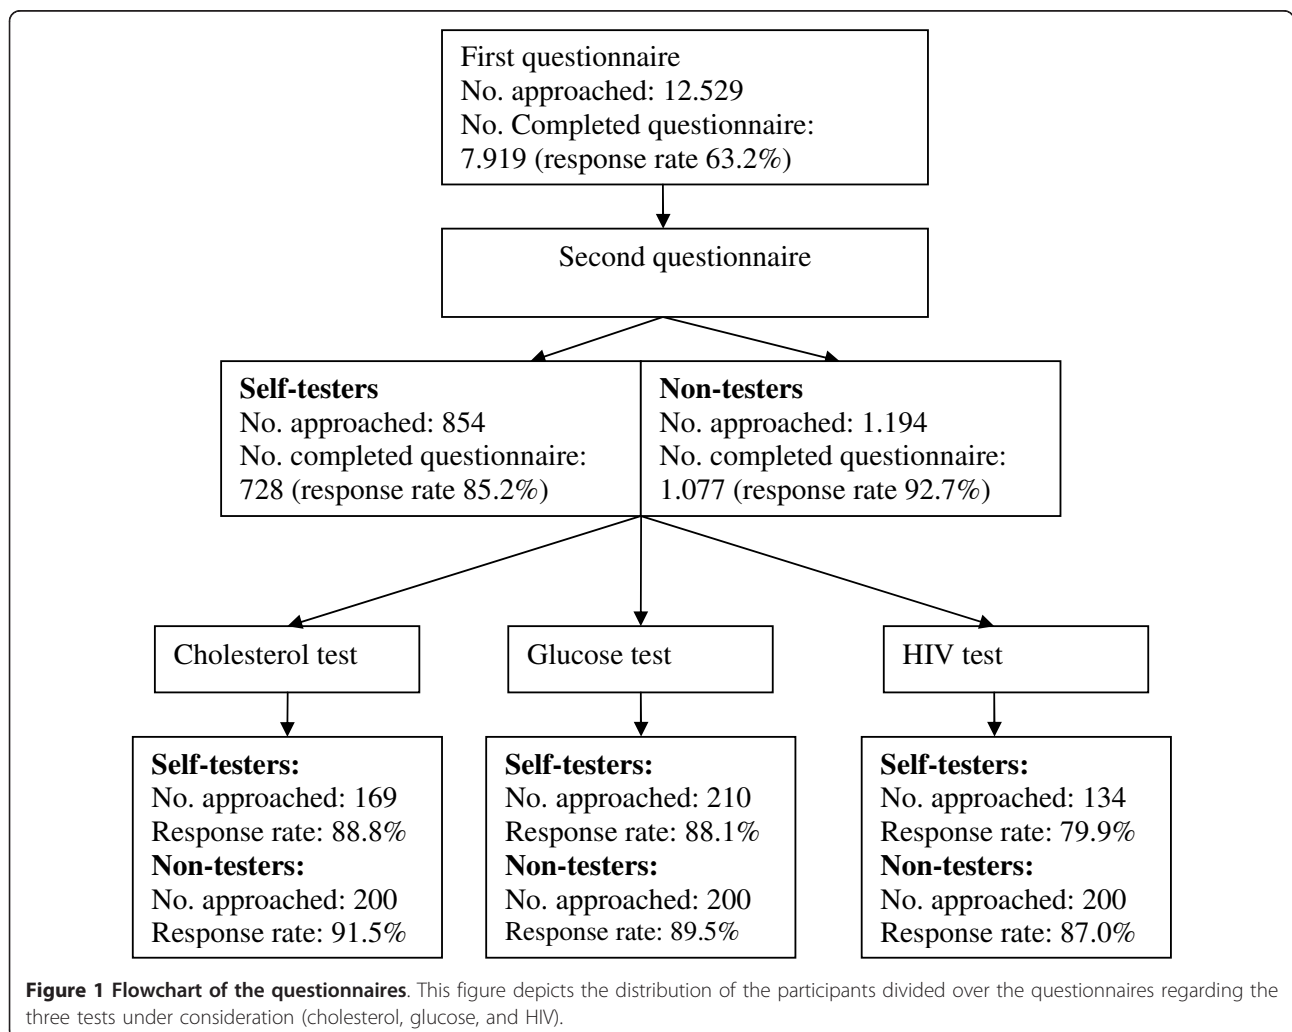 First questionnaire
No. approached: 12.529
No. Completed questionnaire:
7.919 (response rate 63.2%)
Second questionnaire
Self-testers
No. approached: 854
No. completed questionnaire:
728 (response rate 85.2%)
Non-testers
No. approached: 1.194
No. completed questionnaire:
1.077 (response rate 92.7%)
Cholesterol test
Glucose test
HIV test
Self-testers:
No. approached: 169
Response rate: 88.8%
Non-testers:
No. approached: 200
Response rate: 91.5%
Self-testers:
No. approached: 210
Response rate: 88.1%
Non-testers:
No. approached: 200
Response rate: 89.5%
Self-testers:
No. approached: 134
Response rate: 79.9%
Non-testers:
No. approached: 200
Response rate: 87.0%
Figure 1 Flowchart of the questionnaires. This figure depicts the distribution of the participants divided over the questionnaires regarding the
three tests under consideration (cholesterol, glucose, and HIV).